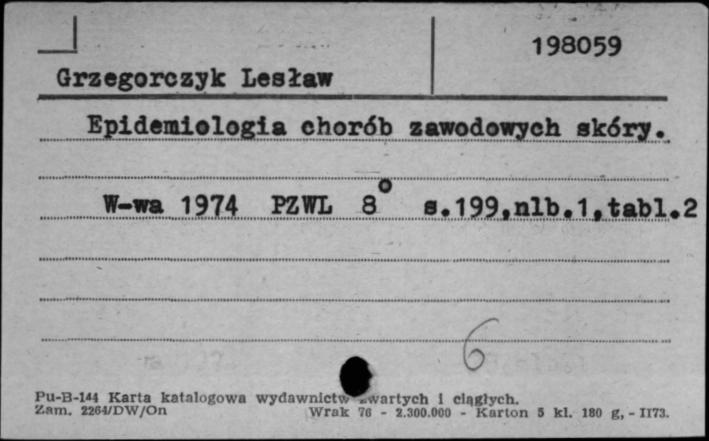 198059
Grzegorczyk Lesław
Epidemiologia chorób zawodowych skóry.
W-wa 1974 PZWL 8° s.199,nlb.1,tabl.2
6
Pu-B-144 Karta katalogowa wydawnictw zwartych i ciągłych.
Zam. 2264/DW/On Wrak 76 - 2.300.000 - Karton 5 kl. 180 g, - II73.